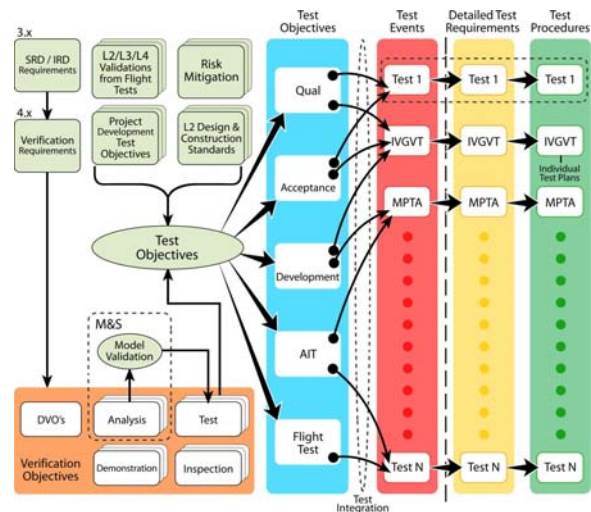 3.x
SRD / IRD
Requirements
4.x
Verification
Requirements
L2/L3/L4
Validations
from Flight
Tests
Risk
Mitigation
Project
Development
Test
Objectives
L2 Design &
Construction
Standards
Test
Objectives
M&S
Model
Validation
DVO's
Analysis
Test
Verification
Objectives
Demonstration
Inspection
Test
Objectives
Qual
Acceptance
Development
AIT
Flight
Test
Test
Integration
Test
Events
Test 1
IVGVT
MPTA
Test N
Detailed Test
Requirements
Test 1
IVGVT
MPTA
Test N
Test
Procedures
Test 1
IVGVT
Individual
Test Plans
MPTA
Test N